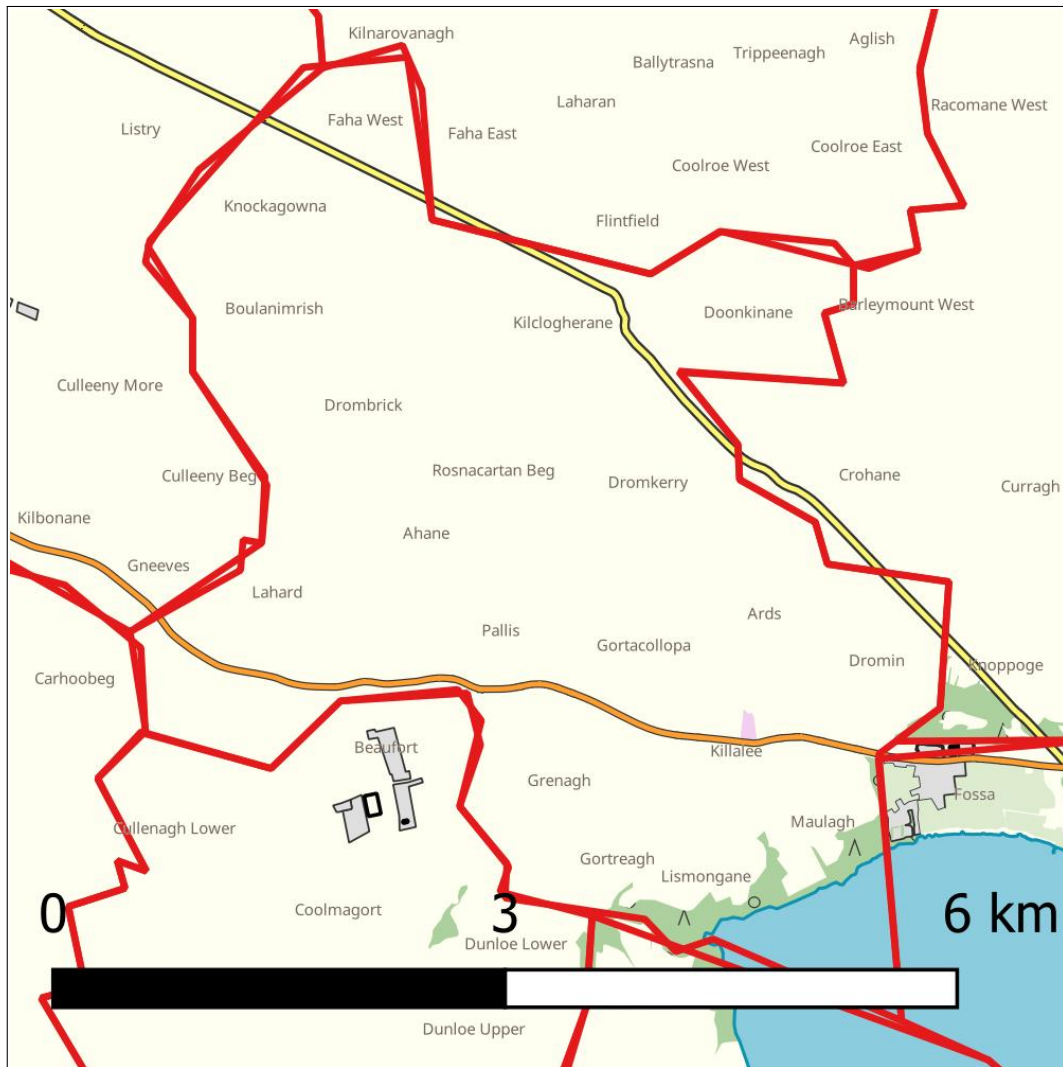 Kilnarovanagh
Aglish
Trippeenagh
Ballytrasna
Laharan
Racomane West
Faha West
Listry
Faha East
Coolroe East
Coolroe West
Knockagowna
Flintfield
Boulanimrish
Barleymount West
Doonkinane
Kilclogherane
Culleeny More
Drombrick
Rosnacartan Beg
Culleeny Beg
Crohane
Dromkerry
Curragh
Kilbonane
Ahane
Gneeves
Lahard
Ards
Pallis
Gortacollopa
Dromin
Knoppoge
Carhoobeg
Beaufort
Killalee
Grenagh
Fossa
Maulagh
Cullenagh Lower
Gortreagh
Lismongane
Coolmagort
0 3 6 km
Dunloe Lower
Dunloe Upper